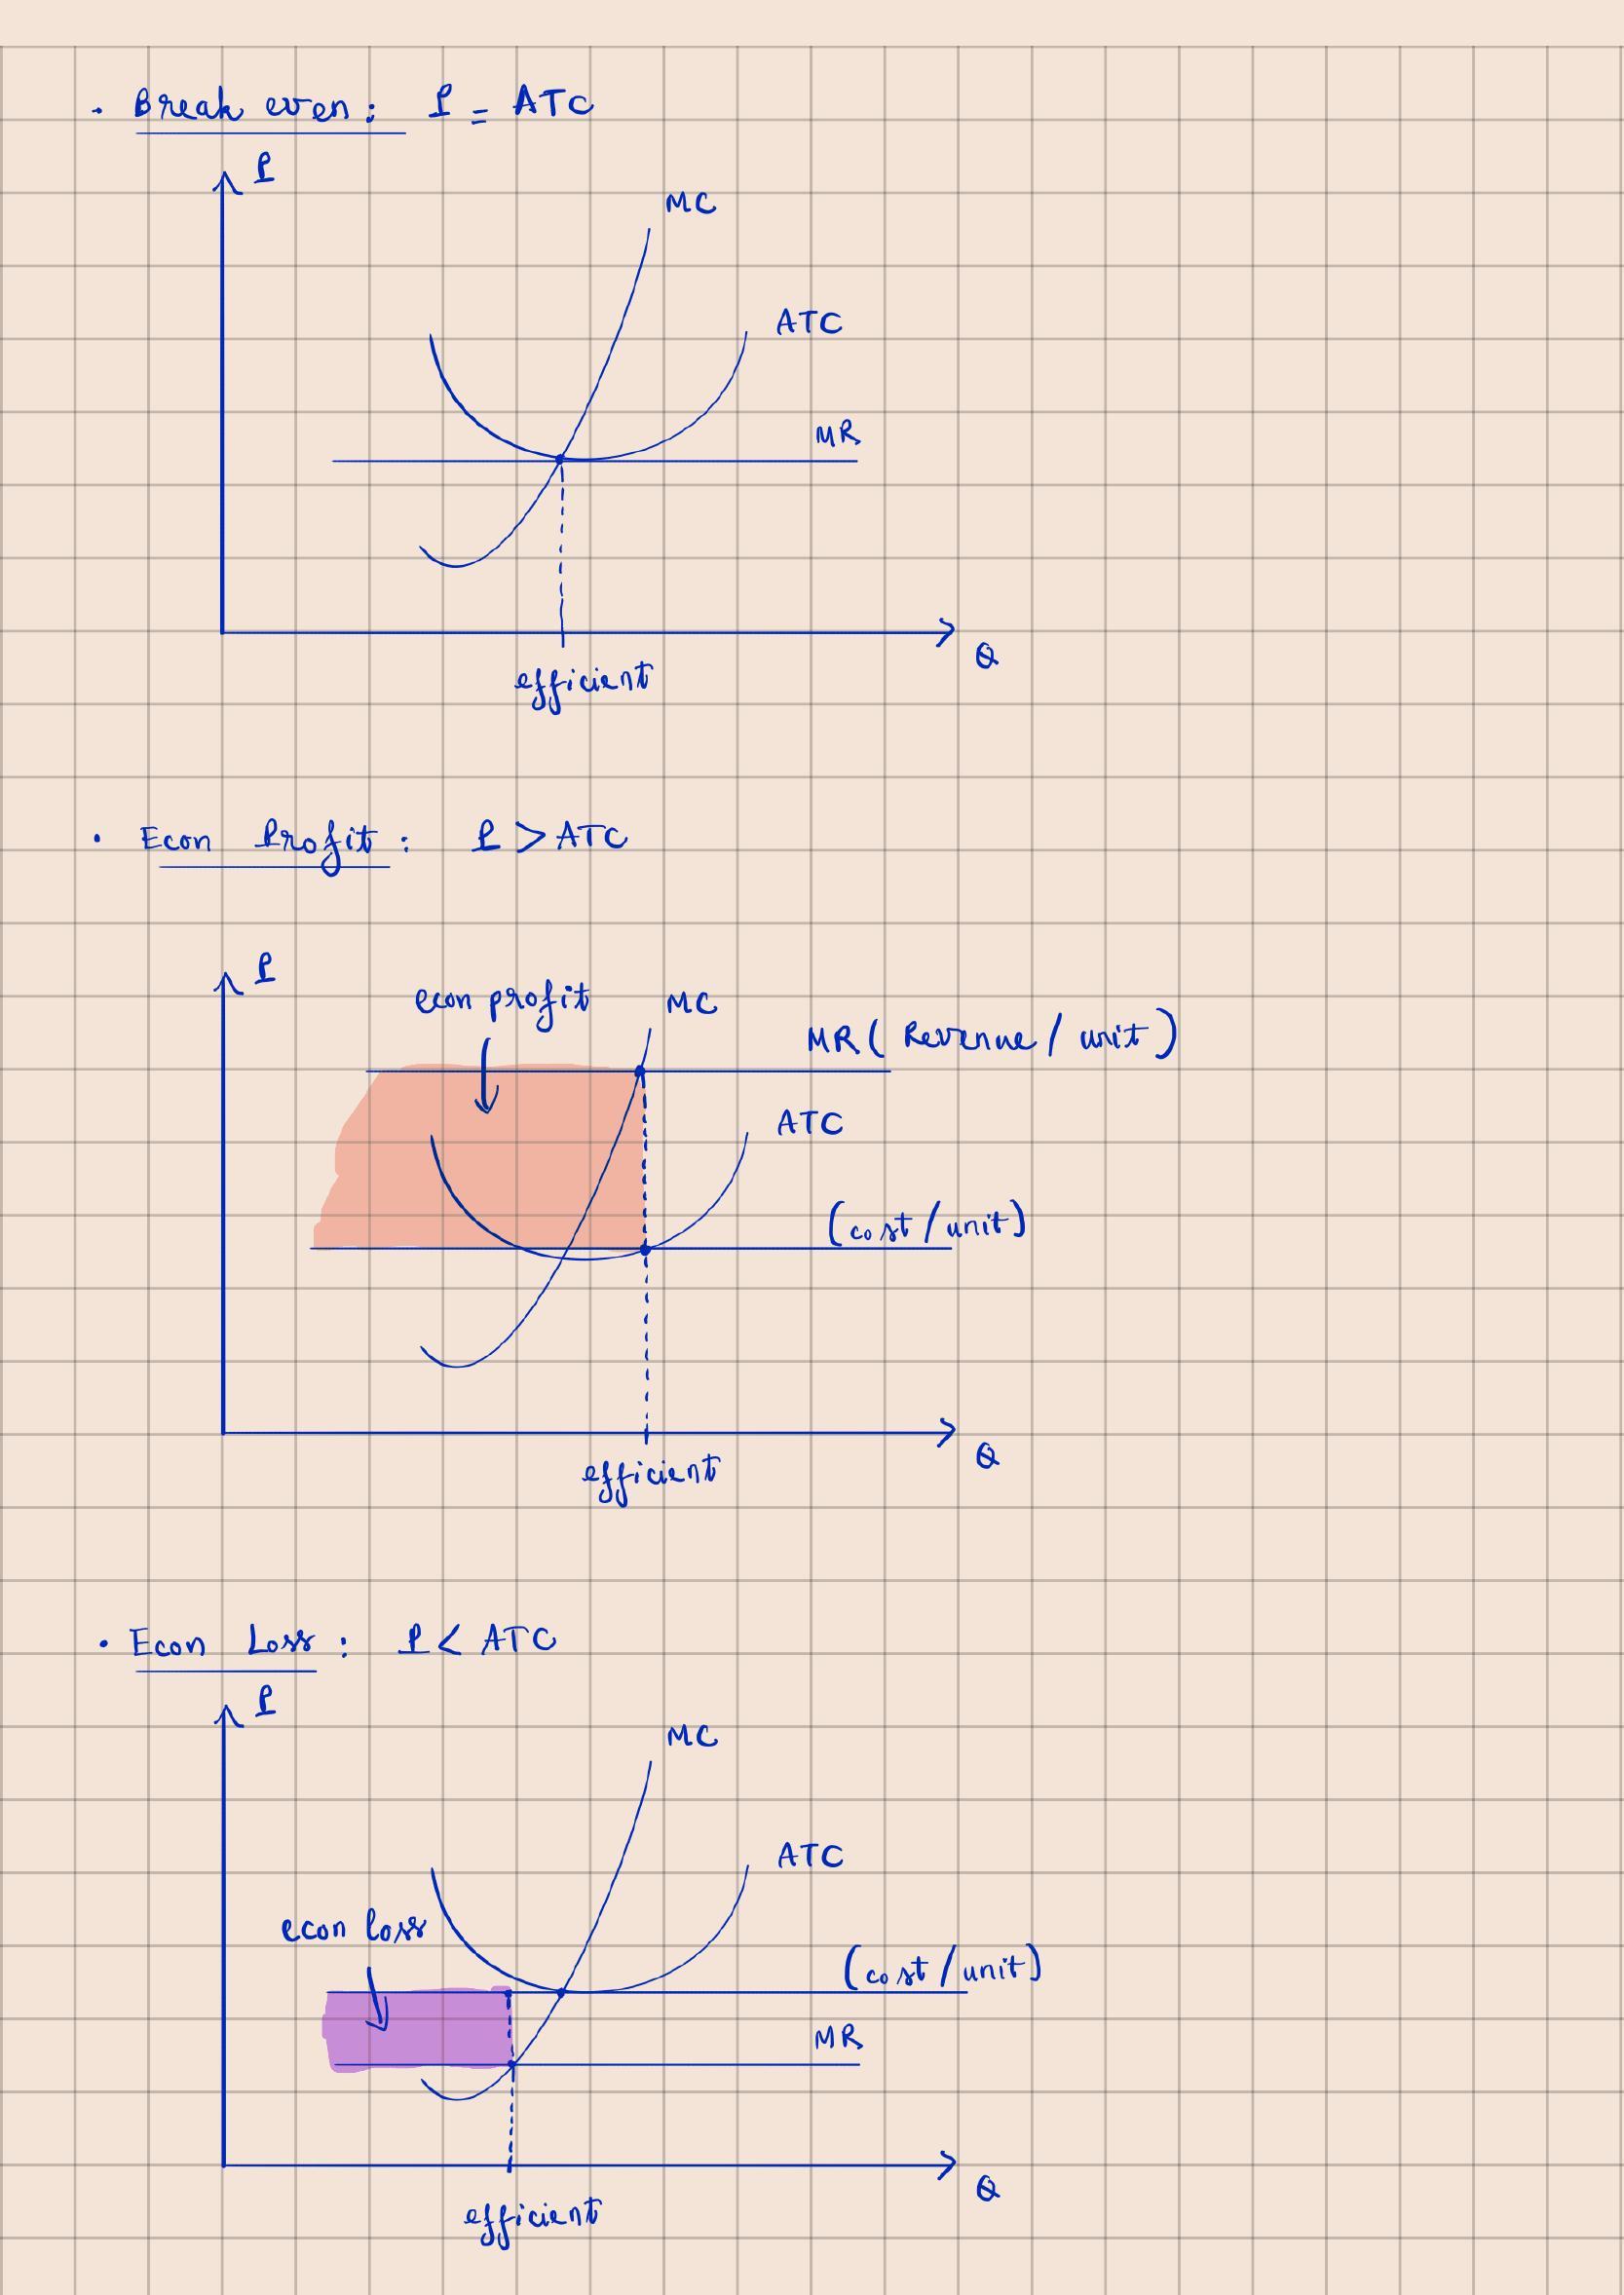 · Break even : P = ATC
P
MC
ATC
MR
Q
efficient
· Econ Profit : P > ATC
P
econ profit
MC
MR ( Revenue / unit )
ATC
(cost / unit)
Q
efficient
· Econ Loss : P < ATC
P
MC
ATC
econ loss
(cost / unit)
MR
Q
efficient